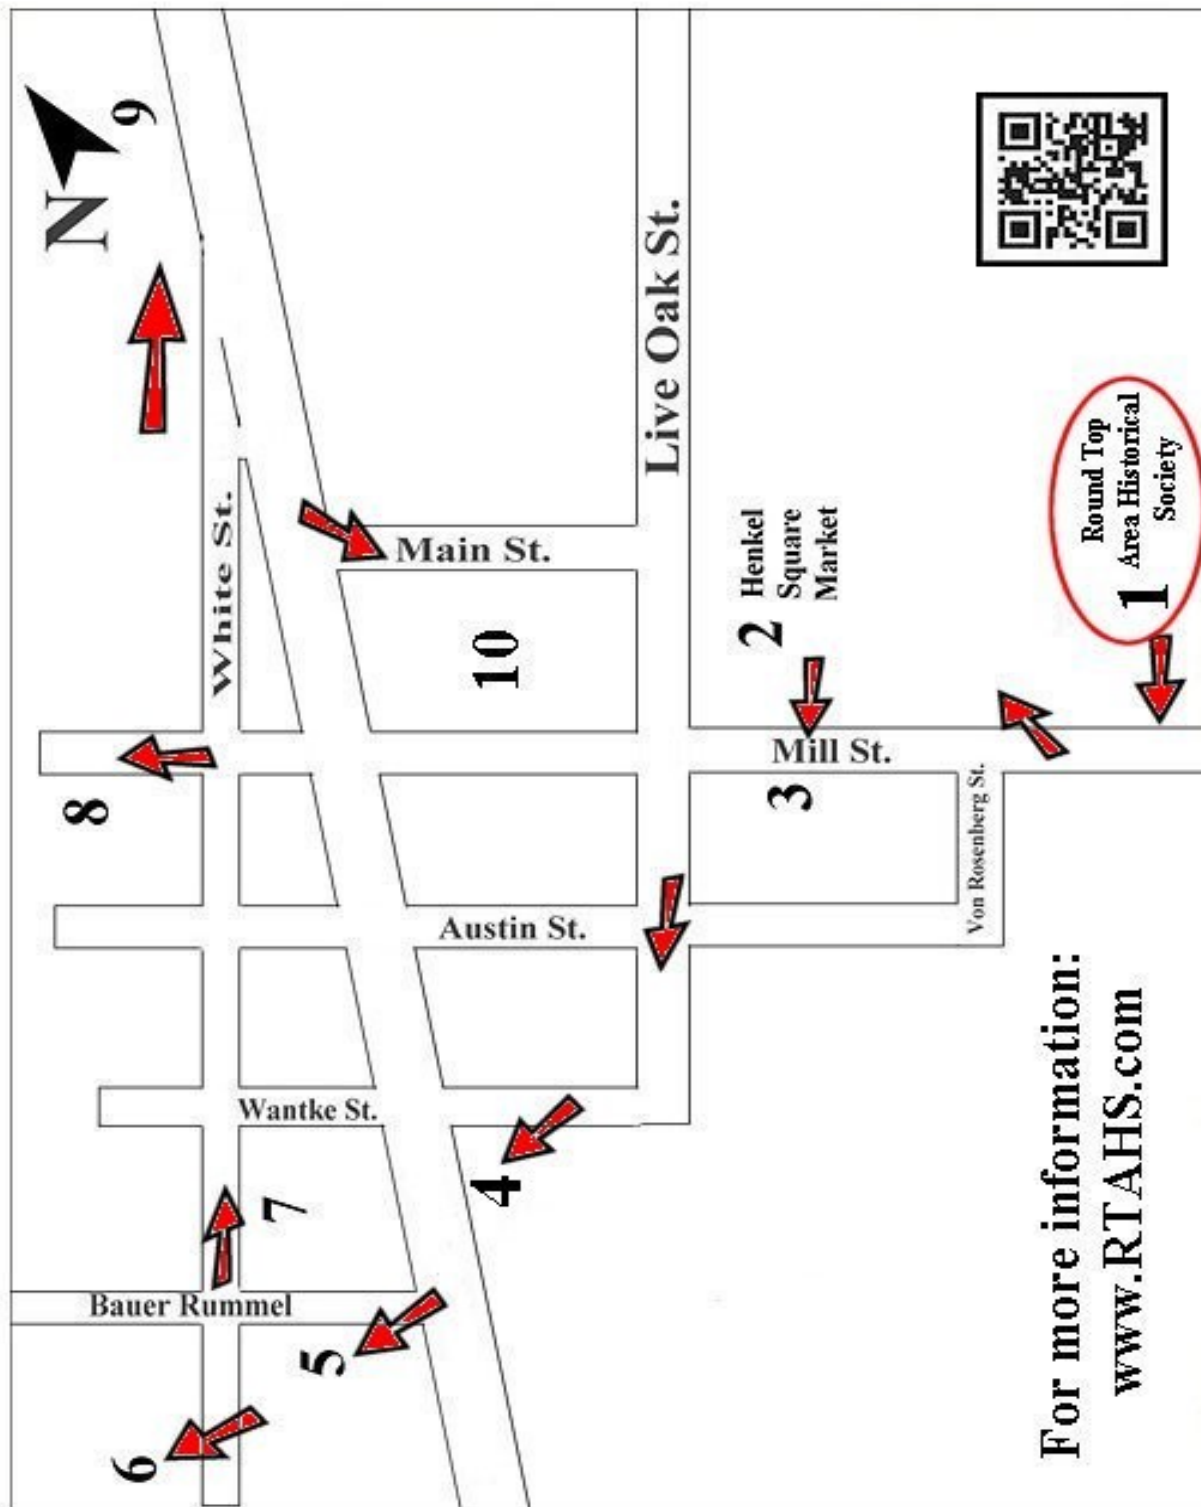 N
9
White St.
Main St.
Live Oak St.
10
2 Henkel
Square
Market
Round Top
1 Area Historical
Society
8
Mill St.
3
Von Rosenberg St.
Austin St.
Wantke St.
7
4
Bauer Rummel
5
6
For more information:
www.RTAHS.com